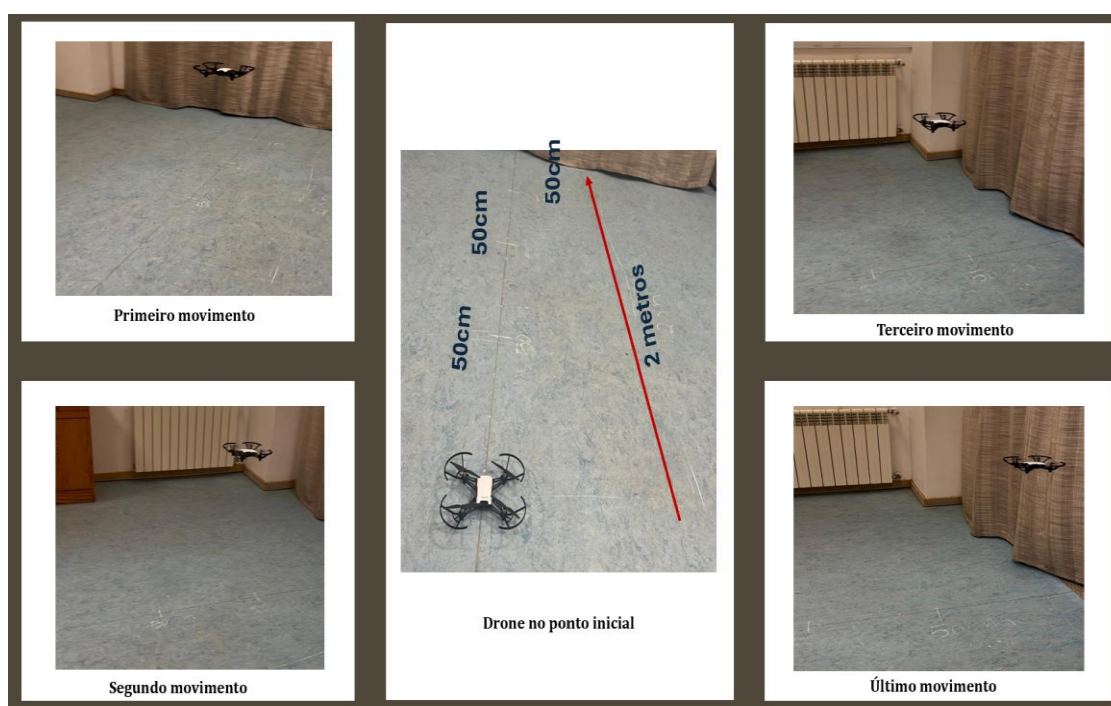 Primeiro movimento
Segundo movimento
50cm
50cm
50cm
2 metros
Drone no ponto inicial
Terceiro movimento
Último movimento